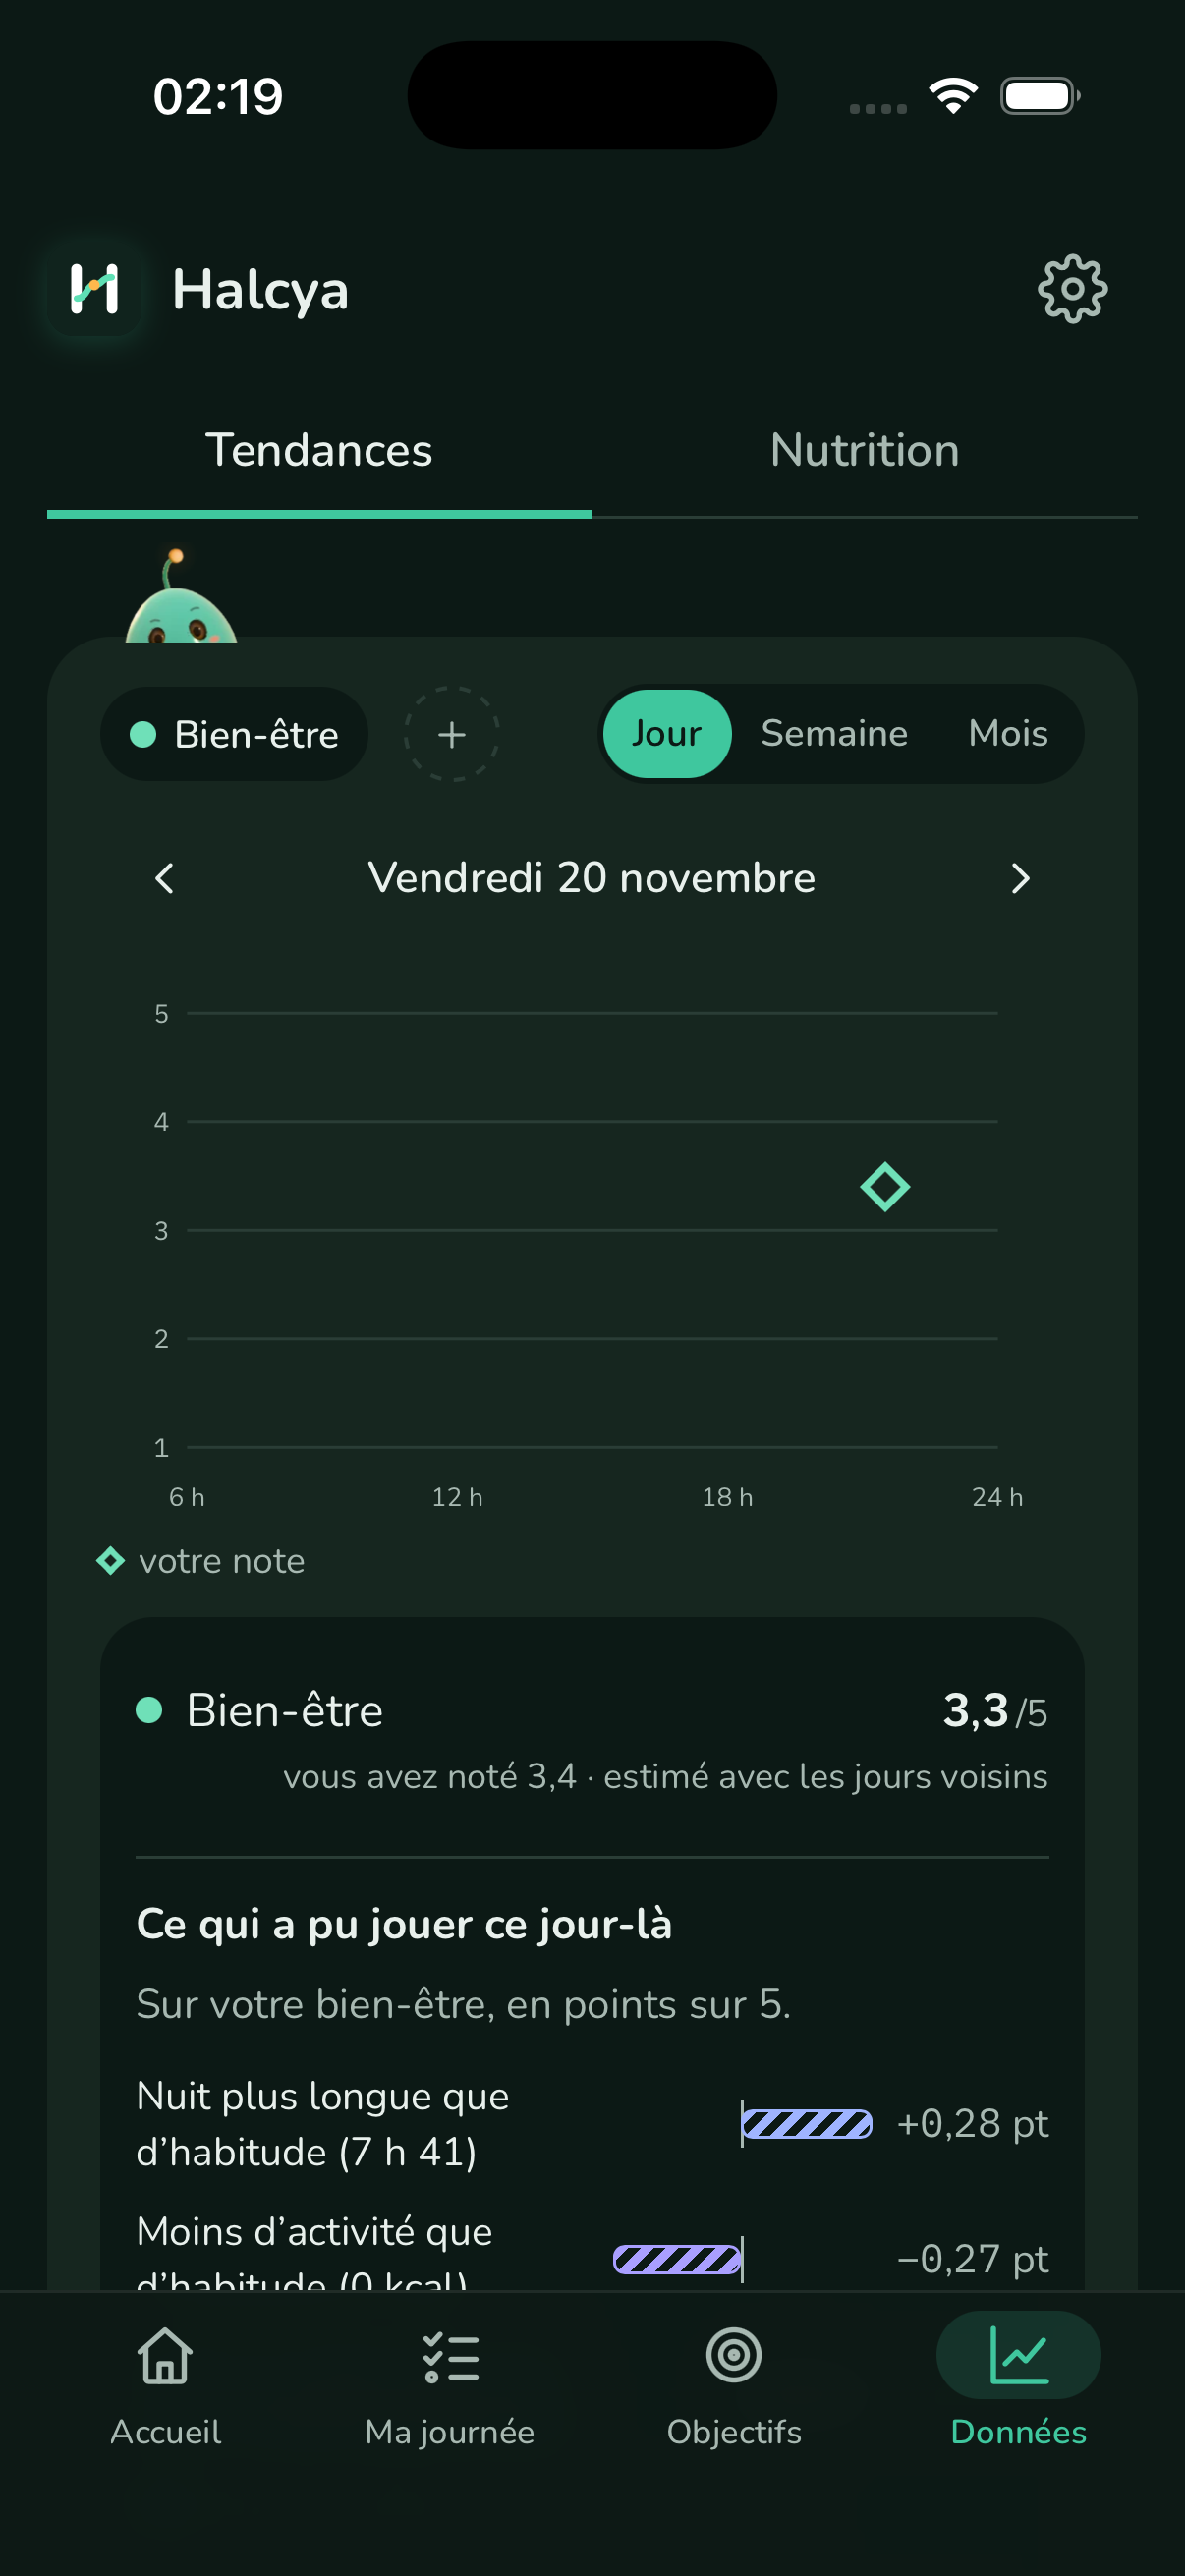 02:19
Halcya
Tendances
Nutrition
Bien-être
+
Jour
Semaine
Mois
Vendredi 20 novembre
5
4
3
2
1
6 h
12 h
18 h
24 h
votre note
Bien-être
3,3 /5
vous avez noté 3,4 · estimé avec les jours voisins
Ce qui a pu jouer ce jour-là
Sur votre bien-être, en points sur 5.
Nuit plus longue que
d’habitude (7 h 41)
+0,28 pt
Moins d’activité que
d’habitude (0 kcal)
−0,27 pt
Accueil
Ma journée
Objectifs
Données